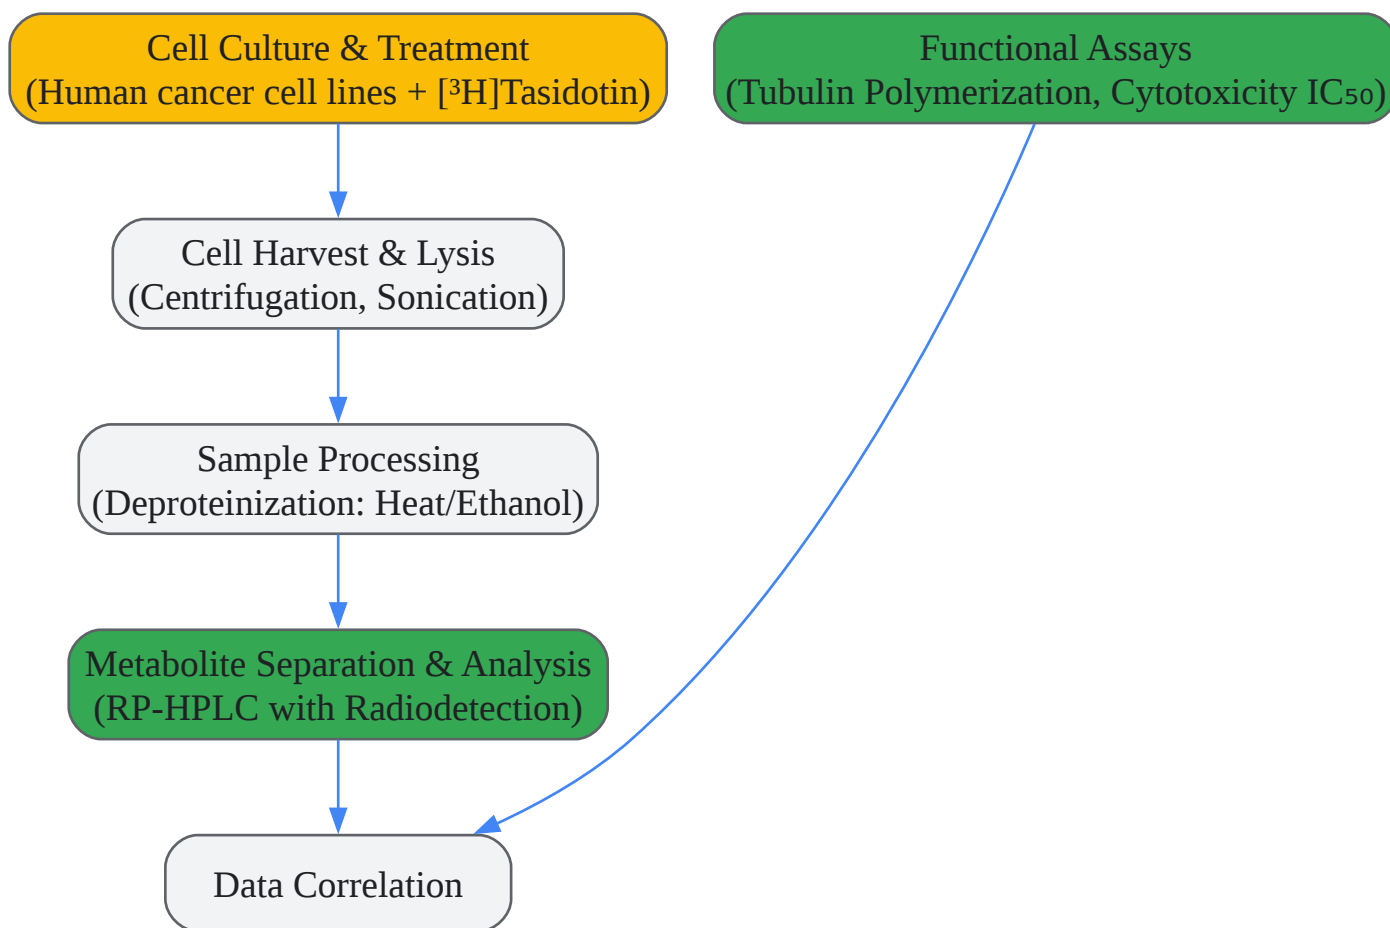 Cell Culture & Treatment
(Human cancer cell lines + [³H]Tasidotin)
Functional Assays
(Tubulin Polymerization, Cytotoxicity IC₅₀)
Cell Harvest & Lysis
(Centrifugation, Sonication)
Sample Processing
(Deproteinization: Heat/Ethanol)
Metabolite Separation & Analysis
(RP-HPLC with Radiodetection)
Data Correlation